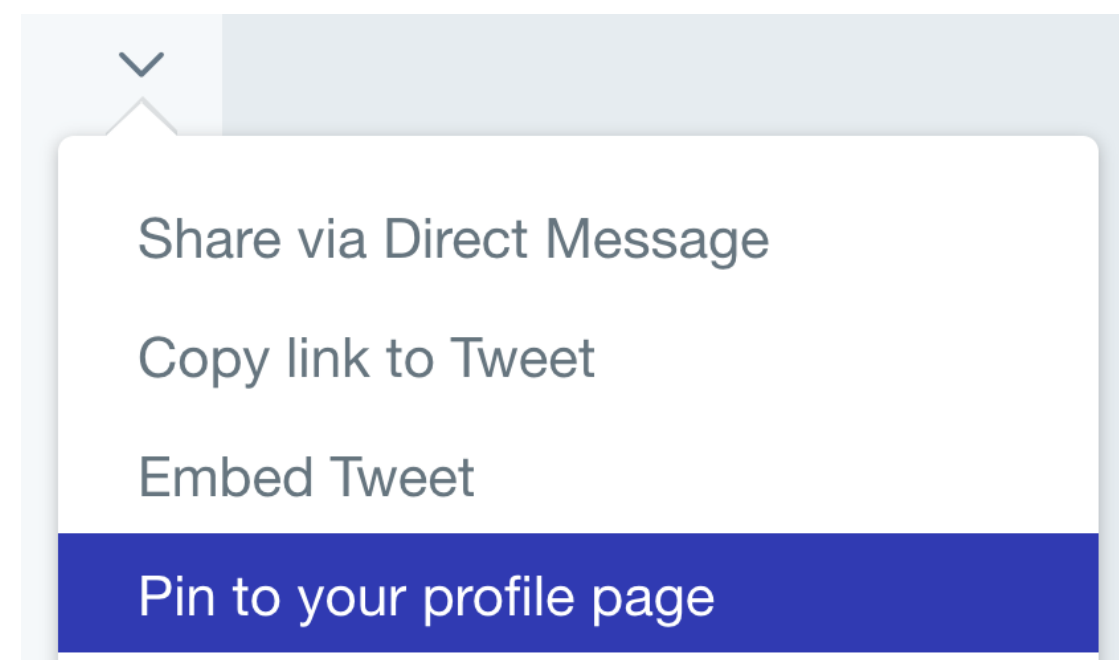 Share via Direct Message
Copy link to Tweet
Embed Tweet
Pin to your profile page